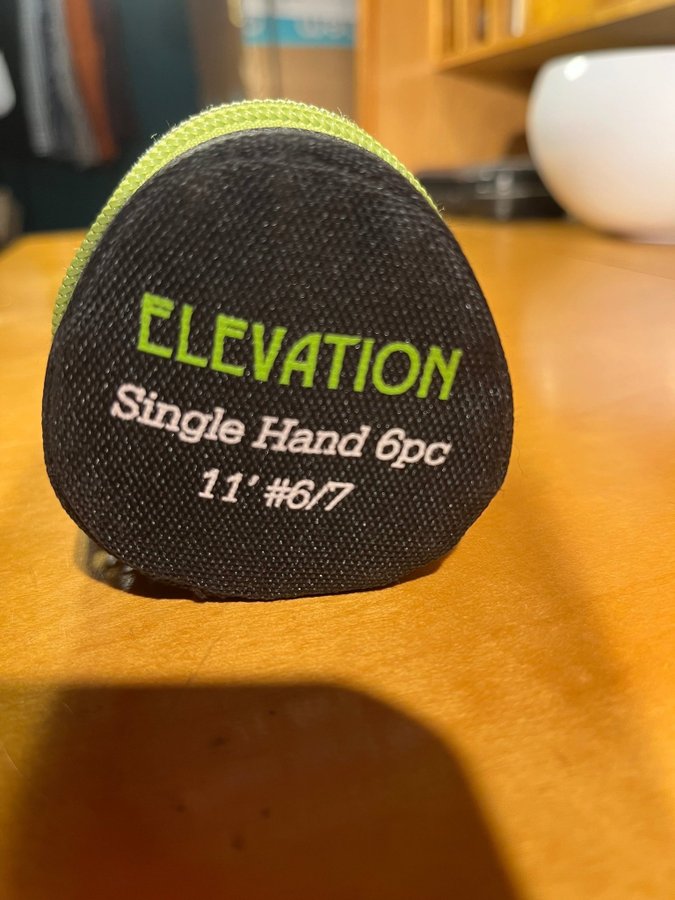 ELEVATION
Single Hand 6pc
11' #6/7